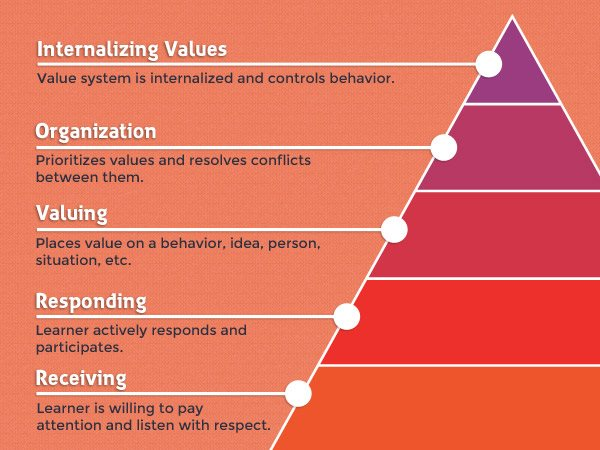 Internalizing Values
Value system is internalized and controls behavior.
Organization
Prioritizes values and resolves conflicts
between them.
Valuing
Places value on a behavior, idea, person,
situation, etc.
Responding
Learner actively responds and
participates.
Receiving
Learner is willing to pay
attention and listen with respect.